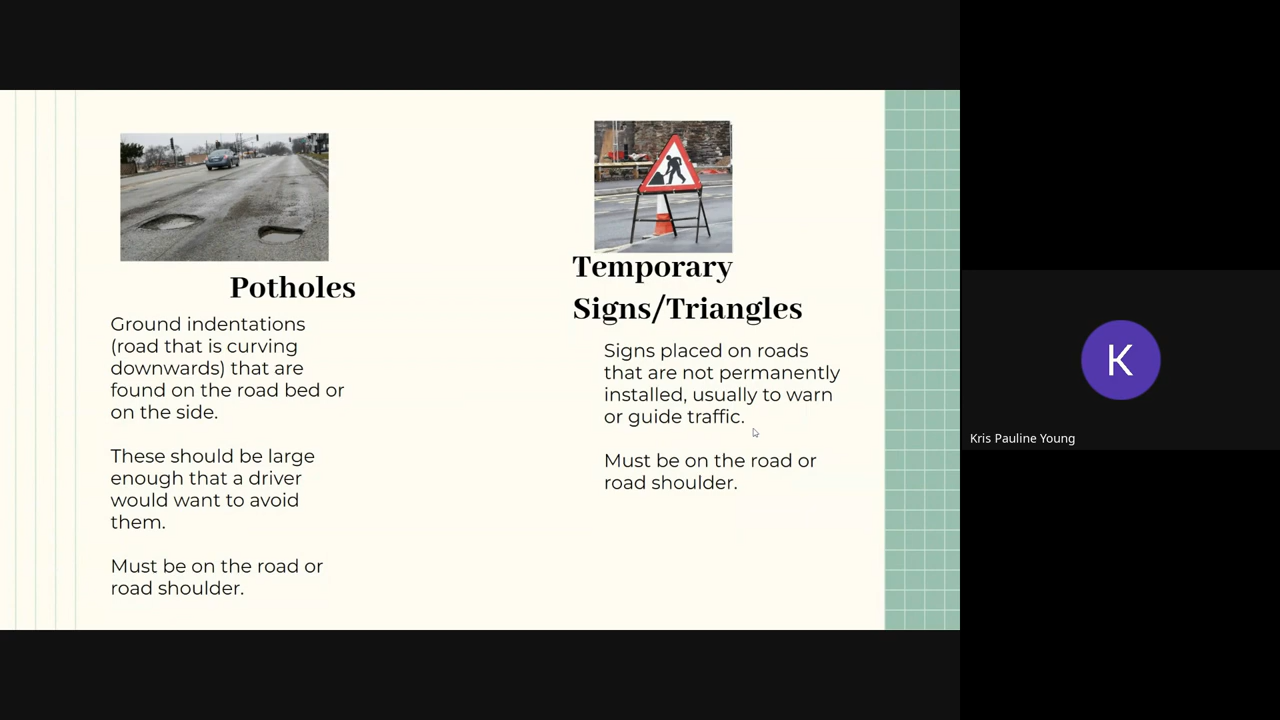 Potholes
Ground indentations
(road that is curving
downwards) that are
found on the road bed or
on the side.
These should be large
enough that a driver
would want to avoid
them.
Must be on the road or
road shoulder.
Temporary
Signs/Triangles
Signs placed on roads
that are not permanently
installed, usually to warn
or guide traffic.
Must be on the road or
road shoulder.
K
Kris Pauline Young